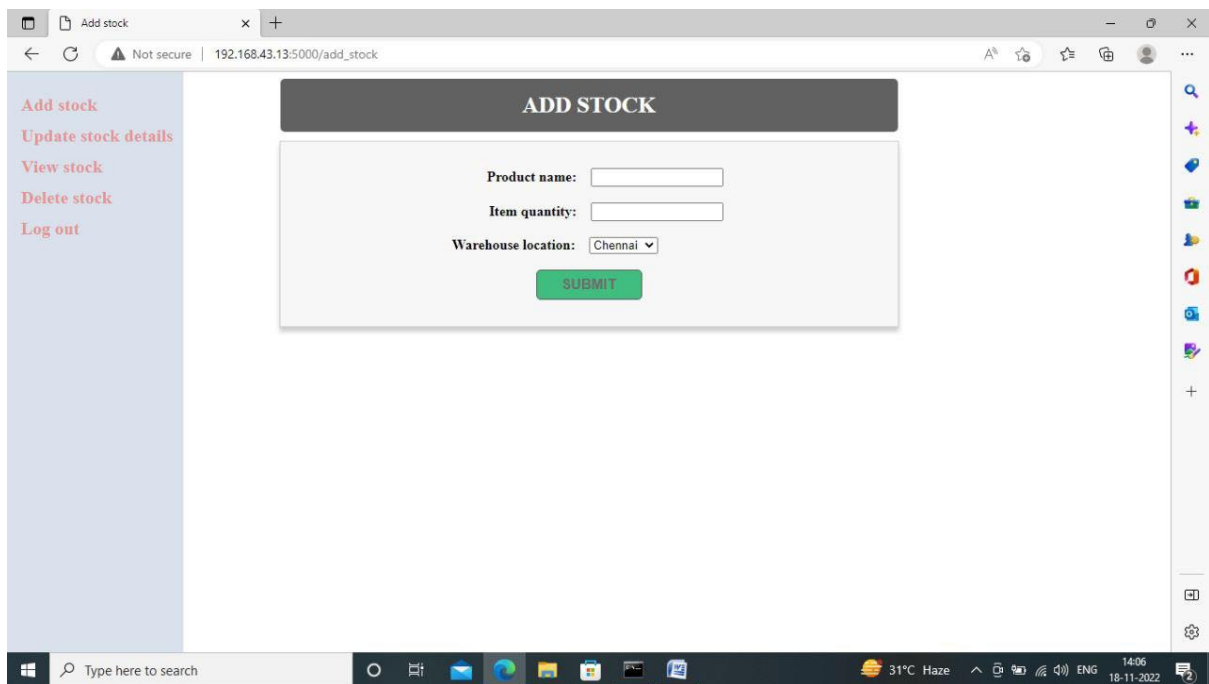 Add stock
Not secure 192.168.43.13:5000/add_stock
Add stock
Update stock details
View stock
Delete stock
Log out
ADD STOCK
Product name:
Item quantity:
Warehouse location: Chennai
SUBMIT
Type here to search
31°C Haze
ENG
14:06
18-11-2022
2